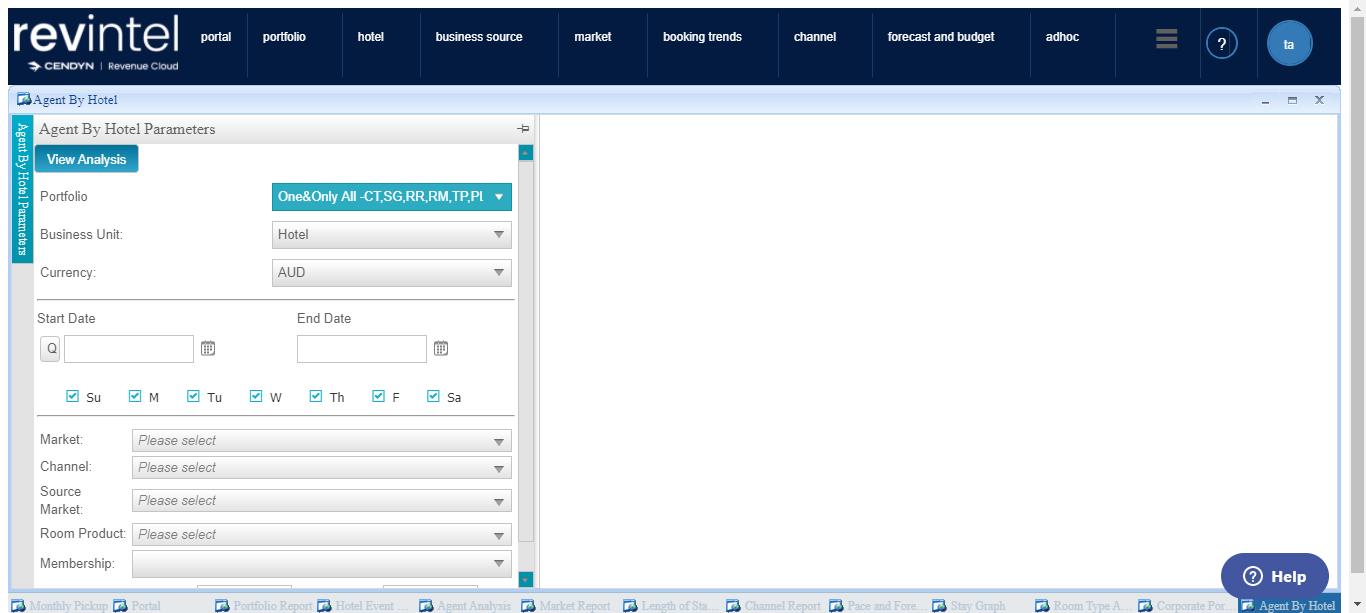 revintel
CENDYN | Revenue Cloud
portal portfolio hotel business source market booking trends channel forecast and budget adhoc ? ta
Agent By Hotel
Agent By Hotel Parameters
Agent By Hotel Parameters
View Analysis
Portfolio One&Only All -CT,SG,RR,RM,TP,PI
Business Unit: Hotel
Currency: AUD
Start Date End Date
Q
Su M Tu W Th F Sa
Market: Please select
Channel: Please select
Source Market: Please select
Room Product: Please select
Membership:
? Help
Monthly Pickup Portal Portfolio Report Hotel Event ... Agent Analysis Market Report Length of Sta... Channel Report Pace and Fore... Stay Graph Room Type A... Corporate Por... Agent By Hotel